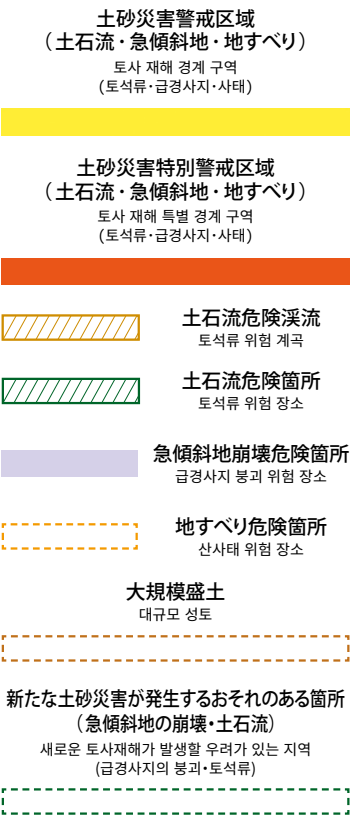 土砂災害警戒区域
（土石流・急傾斜地・地すべり）
토사 재해 경계 구역
(토석류·급경사지·사태)
土砂災害特別警戒区域
（土石流・急傾斜地・地すべり）
토사 재해 특별 경계 구역
(토석류·급경사지·사태)
土石流危険渓流
토석류 위험 계곡
土石流危険箇所
토석류 위험 장소
急傾斜地崩壊危険箇所
급경사지 붕괴 위험 장소
地すべり危険箇所
산사태 위험 장소
大規模盛土
대규모 성토
新たな土砂災害が発生するおそれのある箇所
（急傾斜地の崩壊・土石流）
새로운 토사재해가 발생할 우려가 있는 지역
(급경사지의 붕괴·토석류)